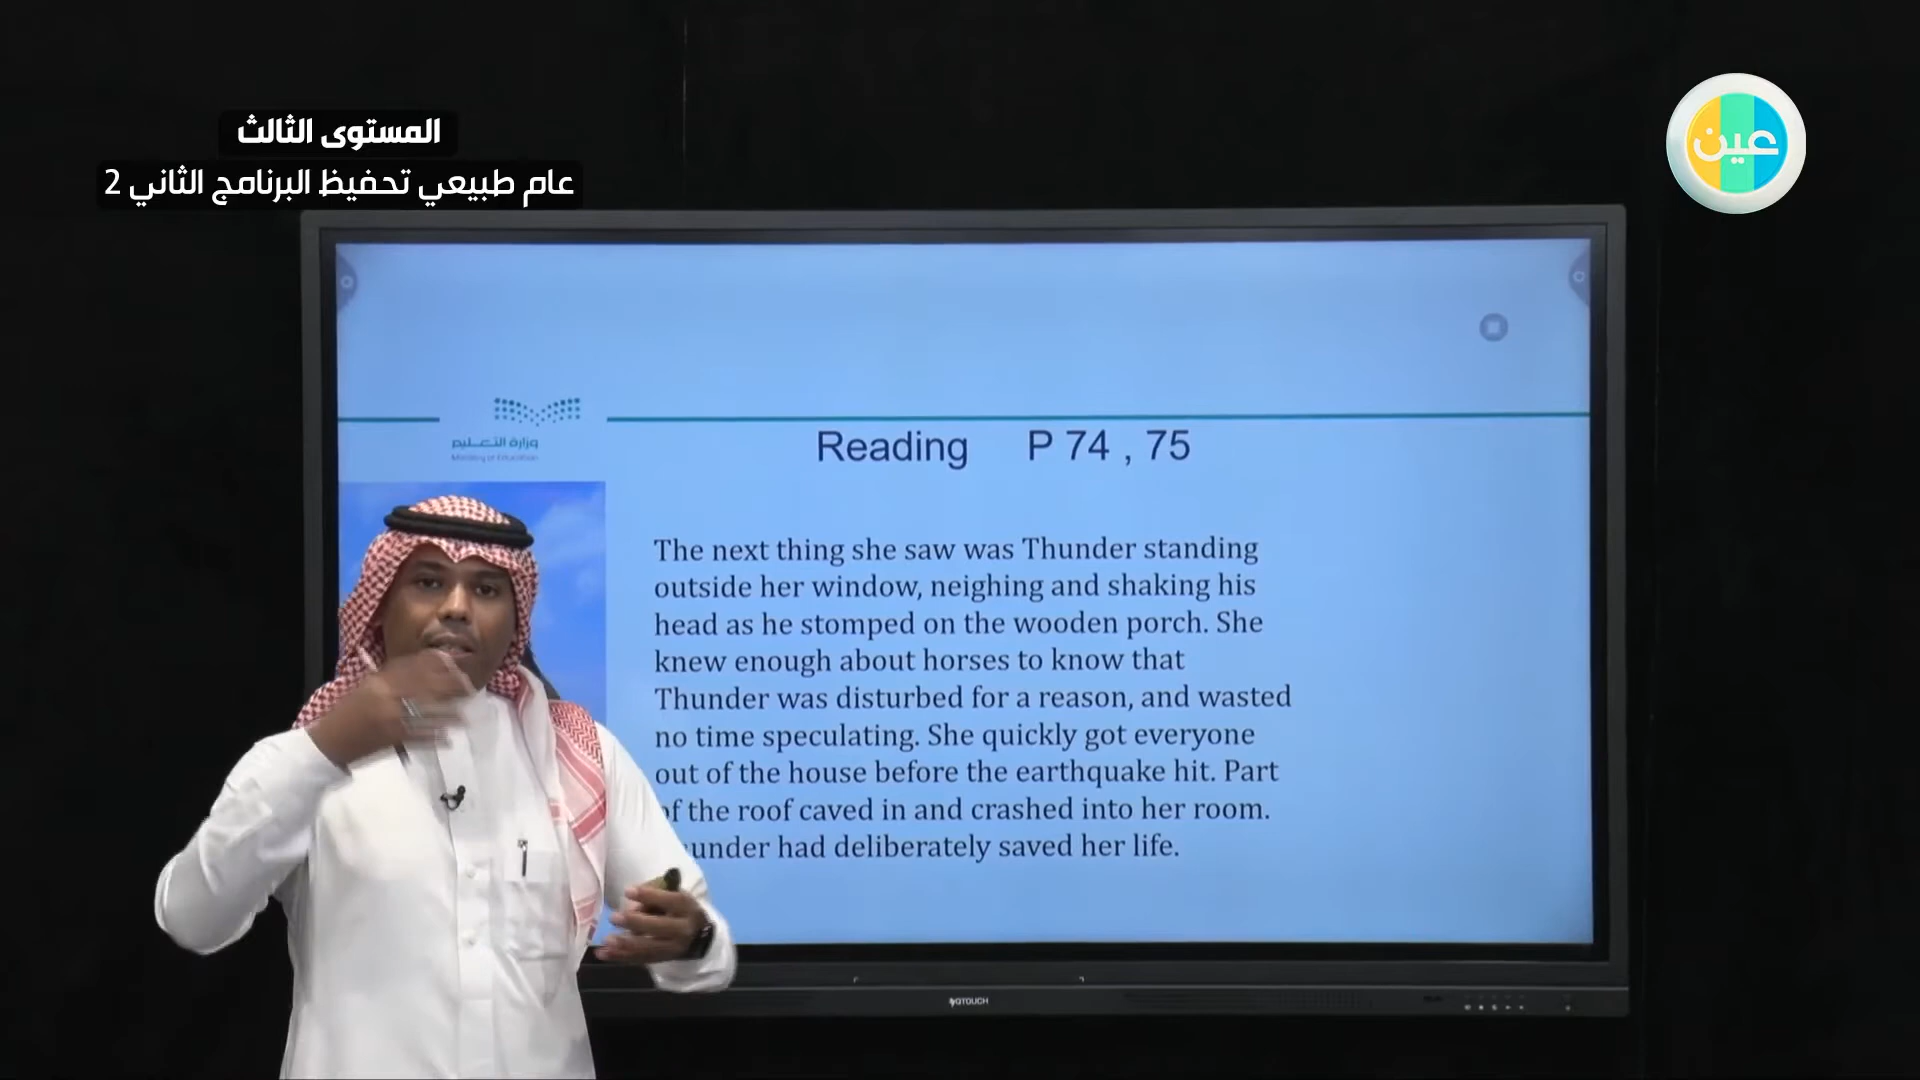 المستوى الثالث
عام طبيعي تحفيظ البرنامج الثاني 2
عين
وزارة التعليم
Ministry of Education
Reading P 74 , 75
The next thing she saw was Thunder standing
outside her window, neighing and shaking his
head as he stomped on the wooden porch. She
knew enough about horses to know that
Thunder was disturbed for a reason, and wasted
no time speculating. She quickly got everyone
out of the house before the earthquake hit. Part
of the roof caved in and crashed into her room.
under had deliberately saved her life.
QTOUCH